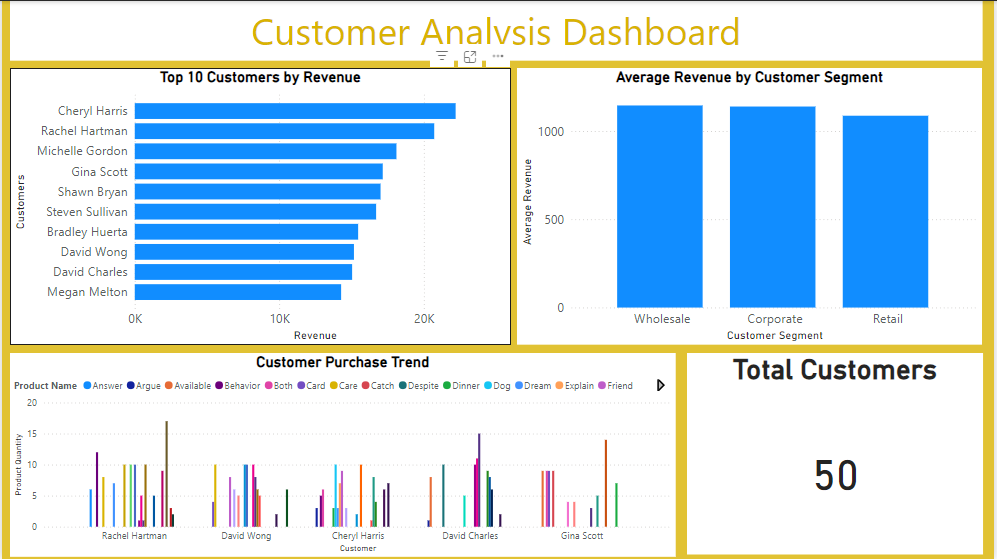 Customer Analysis Dashboard
Top 10 Customers by Revenue
Customers
Cheryl Harris
Rachel Hartman
Michelle Gordon
Gina Scott
Shawn Bryan
Steven Sullivan
Bradley Huerta
David Wong
David Charles
Megan Melton
0K 10K 20K
Revenue
Average Revenue by Customer Segment
Average Revenue
1000
500
0
Wholesale Corporate Retail
Customer Segment
Customer Purchase Trend
Product Name Answer Argue Available Behavior Both Card Care Catch Despite Dinner Dog Dream Explain Friend
Product Quantity
20
15
10
5
0
Rachel Hartman David Wong Cheryl Harris David Charles Gina Scott
Customer
Total Customers
50